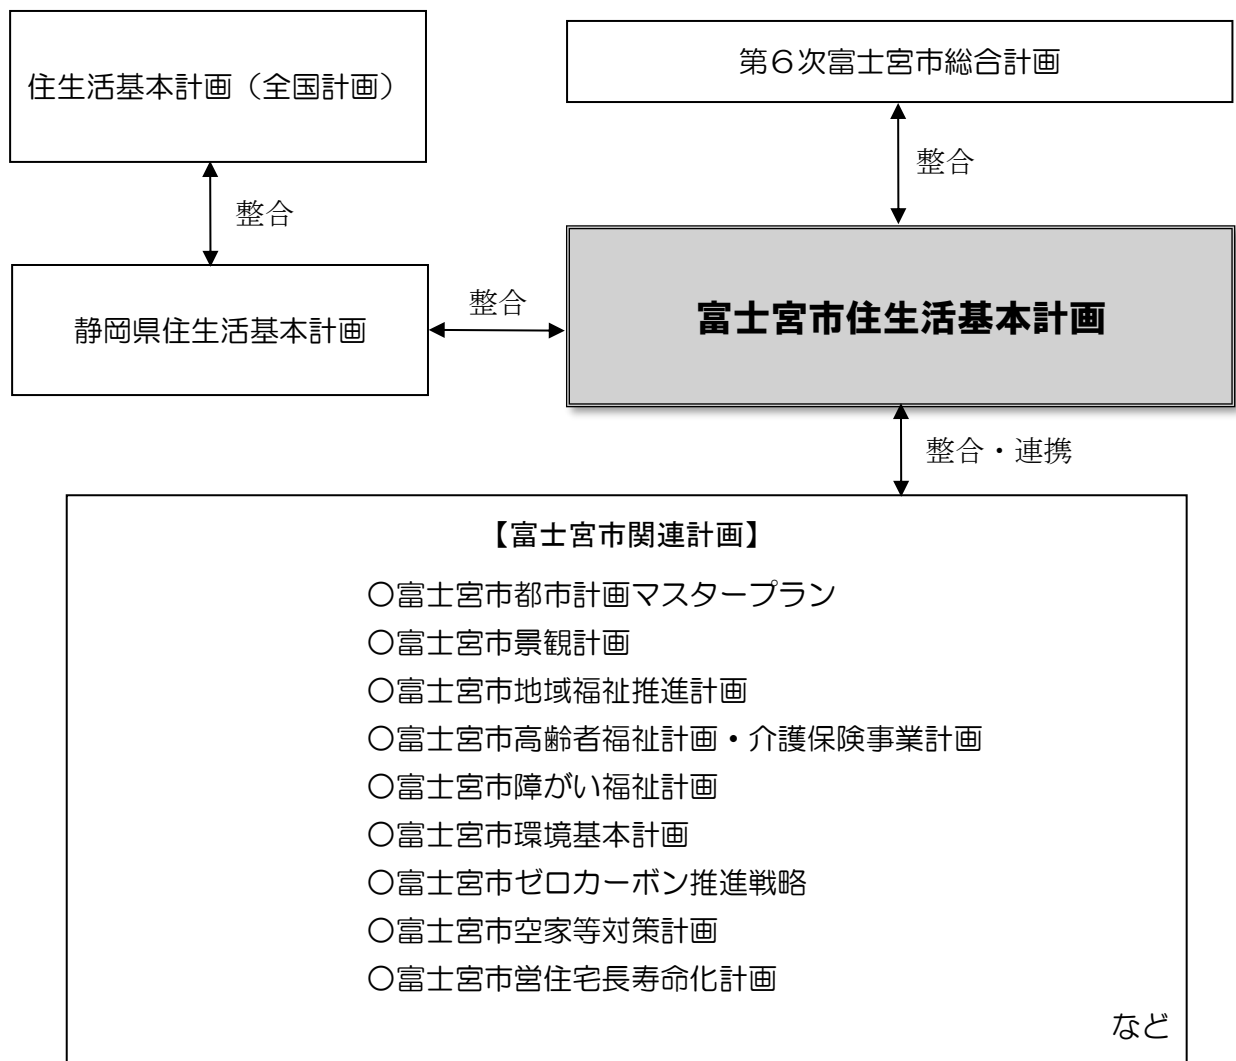 住生活基本計画（全国計画）
第６次富士宮市総合計画
整合
整合
静岡県住生活基本計画
整合
富士宮市住生活基本計画
整合・連携
【富士宮市関連計画】
○富士宮市都市計画マスタープラン
○富士宮市景観計画
○富士宮市地域福祉推進計画
○富士宮市高齢者福祉計画・介護保険事業計画
○富士宮市障がい福祉計画
○富士宮市環境基本計画
○富士宮市ゼロカーボン推進戦略
○富士宮市空家等対策計画
○富士宮市営住宅長寿命化計画
など